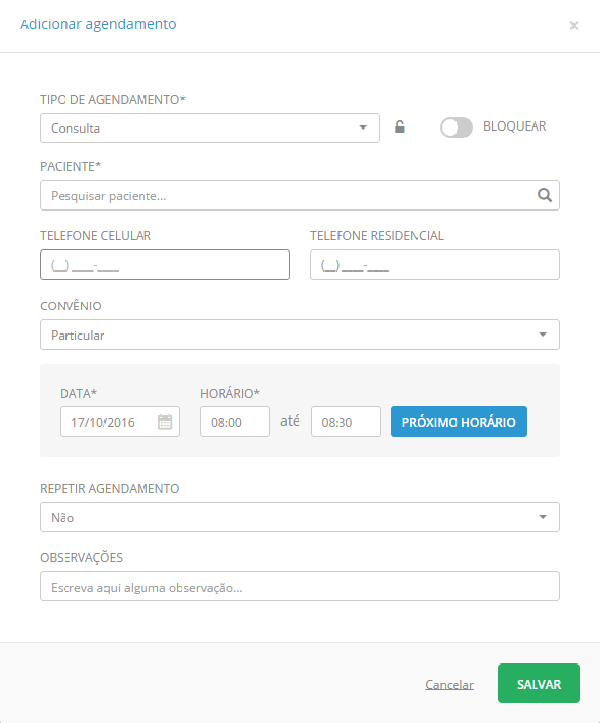 Adicionar agendamento ×
TIPO DE AGENDAMENTO*
Consulta
BLOQUEAR
PACIENTE*
Pesquisar paciente...
TELEFONE CELULAR TELEFONE RESIDENCIAL
(__) ____-____ (__) ____-____
CONVÊNIO
Particular
DATA* HORÁRIO*
17/10/2016 08:00 até 08:30 PRÓXIMO HORÁRIO
REPETIR AGENDAMENTO
Não
OBSERVAÇÕES
Escreva aqui alguma observação...
Cancelar SALVAR